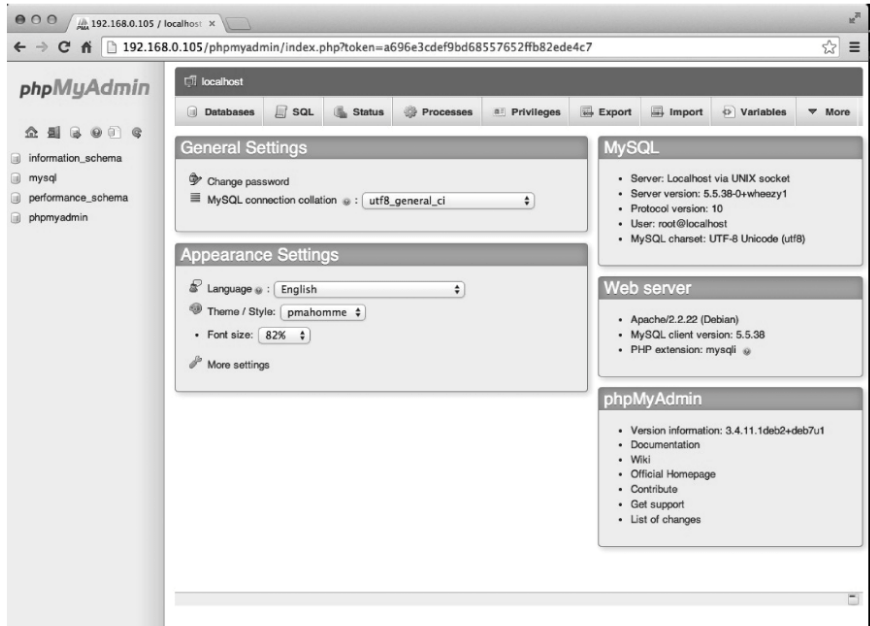 192.168.0.105 / localhost
192.168.0.105/phpmyadmin/index.php?token=a696e3cdef9bd68557652ffb82ede4c7
phpMyAdmin
information_schema
mysql
performance_schema
phpmyadmin
localhost
Databases SQL Status Processes Privileges Export Import Variables More
General Settings
Change password
MySQL connection collation : utf8_general_ci
Appearance Settings
Language : English
Theme / Style: pmahomme
• Font size: 82%
More settings
MySQL
• Server: Localhost via UNIX socket
• Server version: 5.5.38-0+wheezy1
• Protocol version: 10
• User: root@localhost
• MySQL charset: UTF-8 Unicode (utf8)
Web server
• Apache/2.2.22 (Debian)
• MySQL client version: 5.5.38
• PHP extension: mysqli
phpMyAdmin
• Version information: 3.4.11.1deb2+deb7u1
• Documentation
• Wiki
• Official Homepage
• Contribute
• Get support
• List of changes